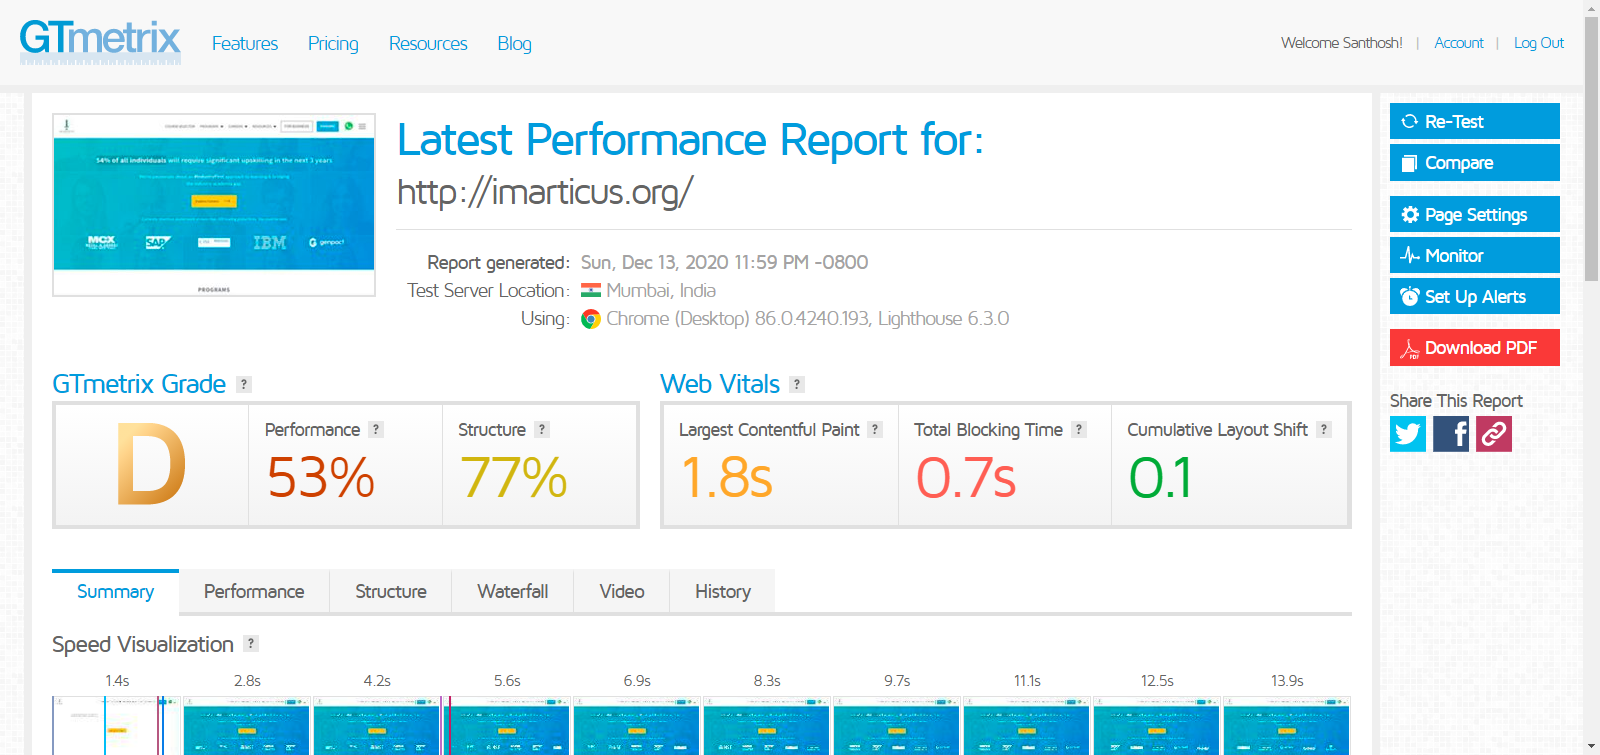 GTmetrix
Features Pricing Resources Blog
Welcome Santhosh! | Account | Log Out
54% of all individuals will require significant upskilling in the next 3 years
MCX SAP IBM genpact
PROGRAMS
Latest Performance Report for:
http://imarticus.org/
Report generated: Sun, Dec 13, 2020 11:59 PM -0800
Test Server Location: Mumbai, India
Using: Chrome (Desktop) 86.0.4240.193, Lighthouse 6.3.0
Re-Test
Compare
Page Settings
Monitor
Set Up Alerts
PDF Download PDF
Share This Report
GTmetrix Grade ?
D
Performance ?
53%
Structure ?
77%
Web Vitals ?
Largest Contentful Paint ?
1.8s
Total Blocking Time ?
0.7s
Cumulative Layout Shift ?
0.1
Summary Performance Structure Waterfall Video History
Speed Visualization ?
1.4s 2.8s 4.2s 5.6s 6.9s 8.3s 9.7s 11.1s 12.5s 13.9s